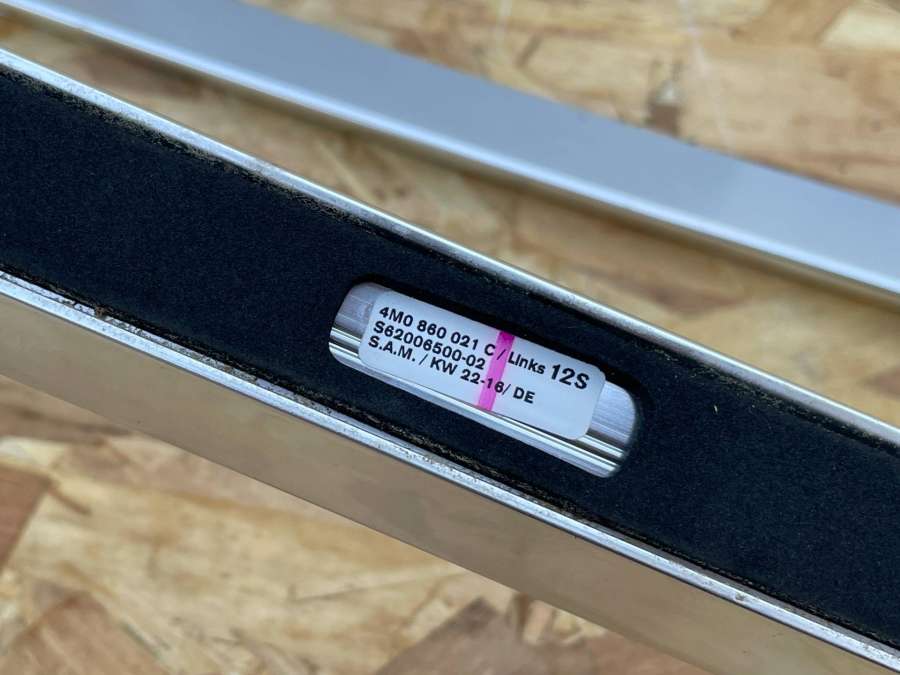 4M0 860 021 C / Links 12S
S62006500-02
S.A.M. / KW 22-16/ DE